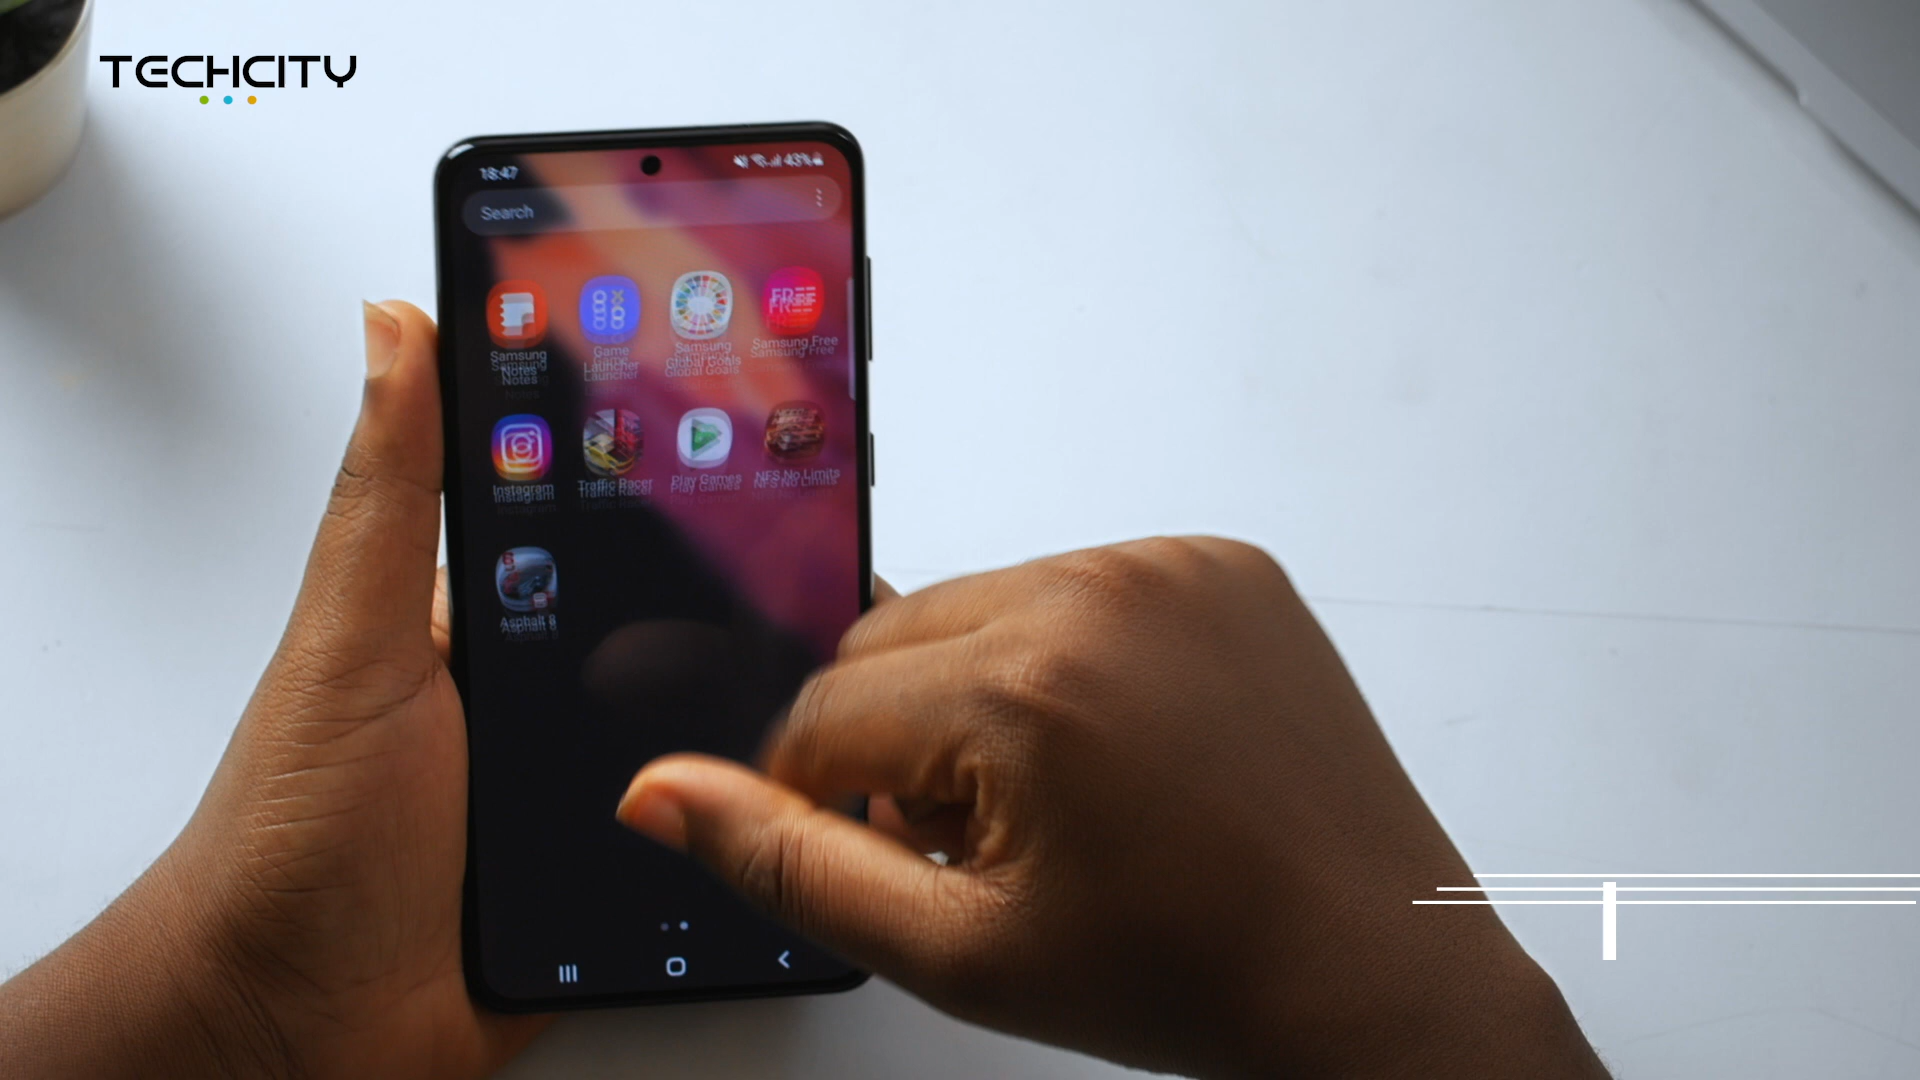 TECHCITY
18:47
43%
Search
FREE
Samsung
Notes
Game
Launcher
Samsung
Global Goals
Samsung Free
Instagram
Traffic Racer
Play Games
NFS No Limits
Asphalt 8